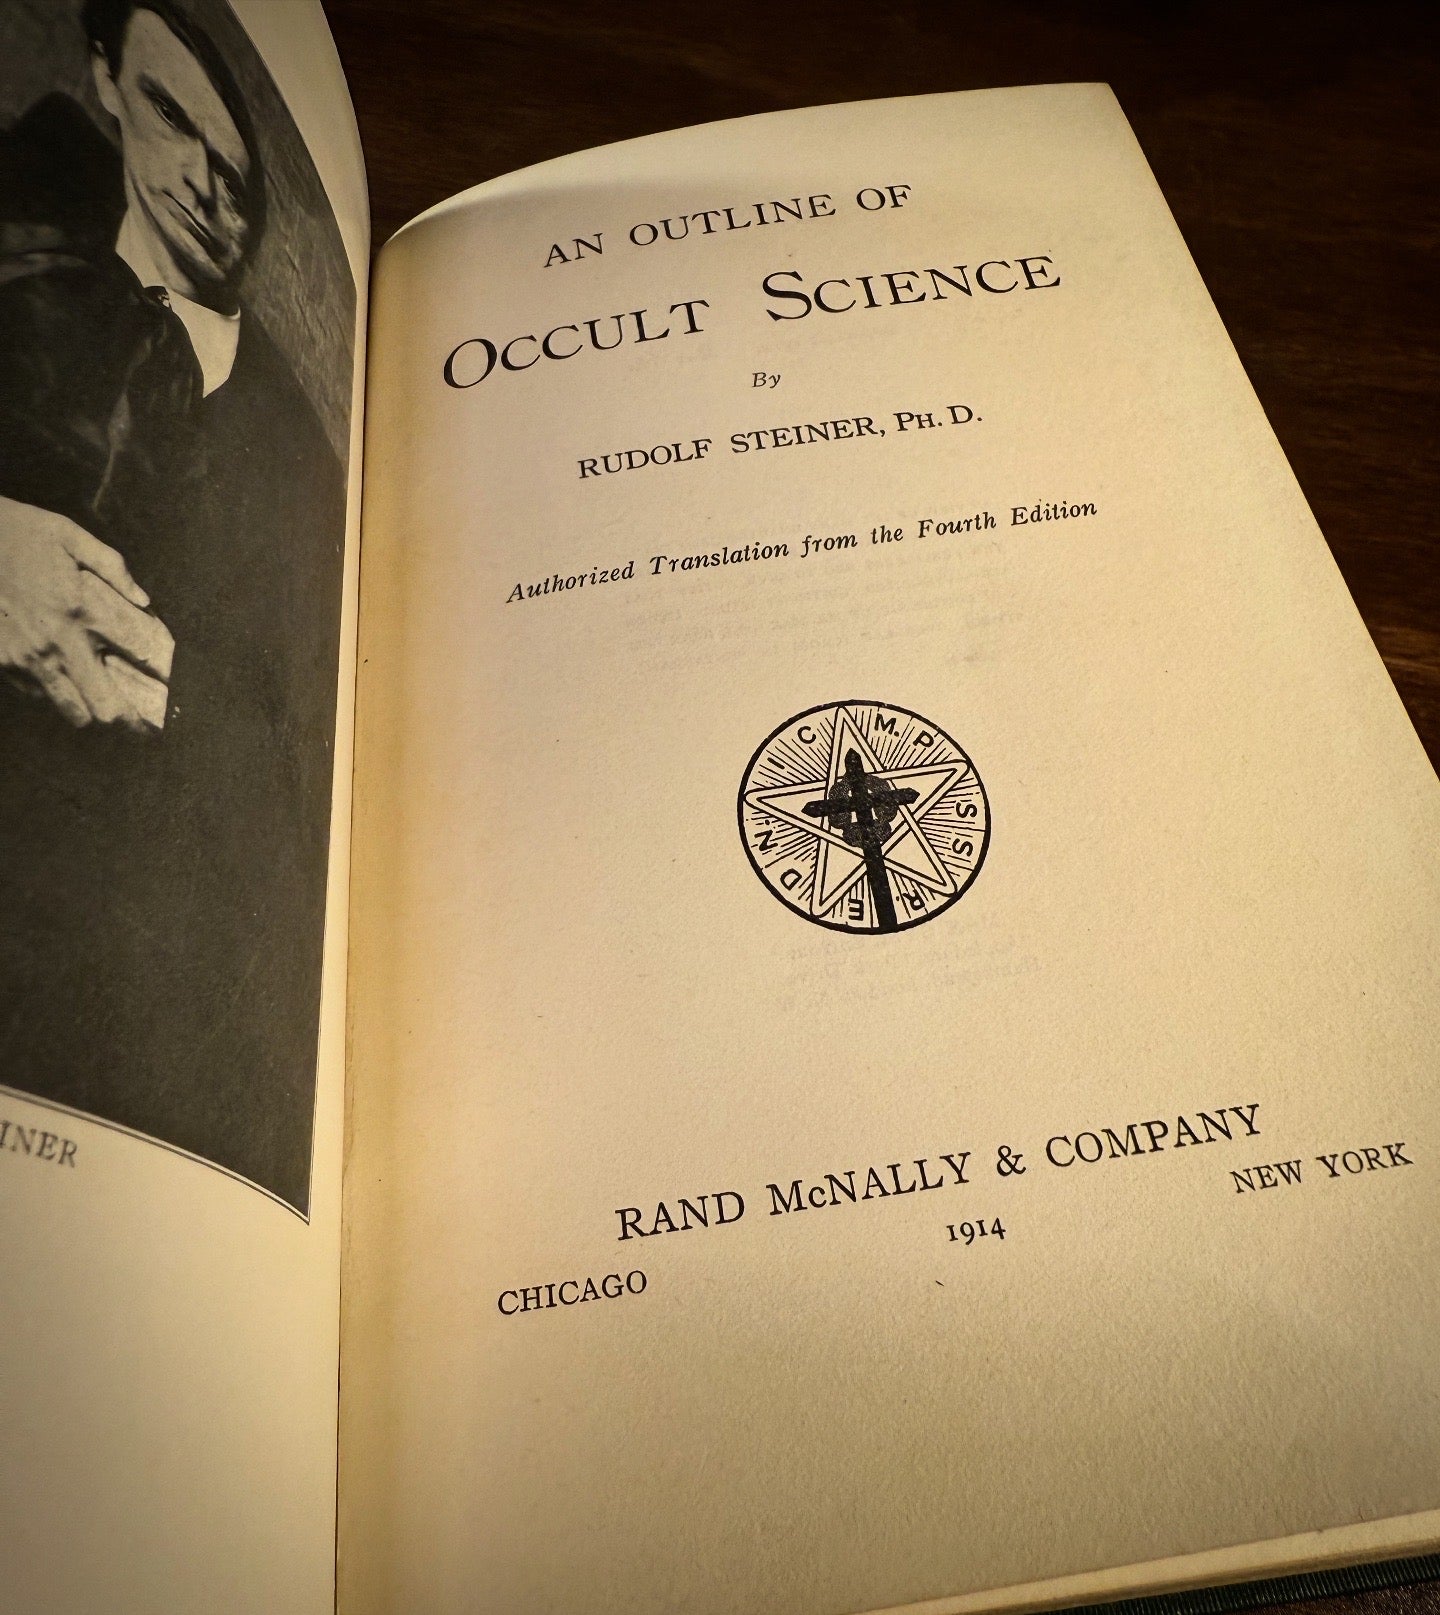 INER
AN OUTLINE OF
OCCULT SCIENCE
By
RUDOLF STEINER, PH. D.
Authorized Translation from the Fourth Edition
E. D. N. I C M. P S S R.
RAND McNALLY & COMPANY
CHICAGO 1914 NEW YORK